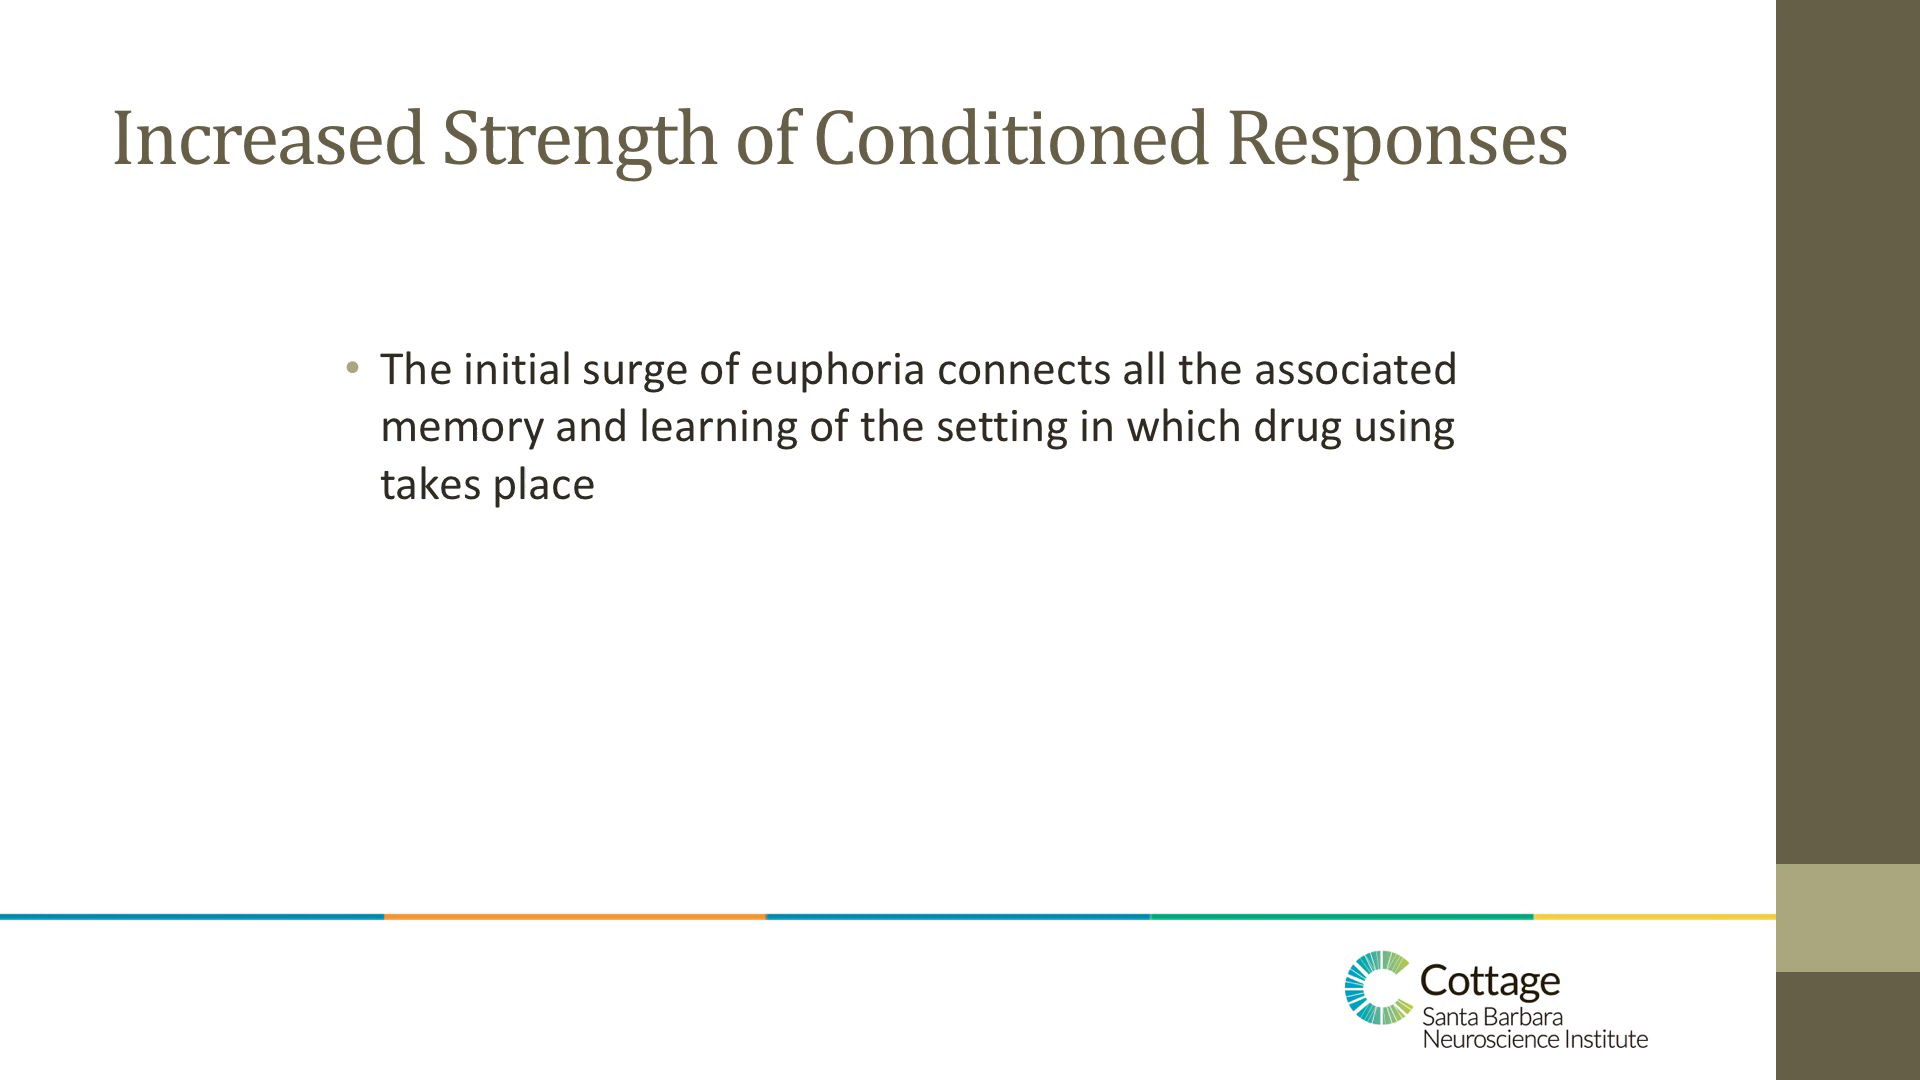 Increased Strength of Conditioned Responses
• The initial surge of euphoria connects all the associated
memory and learning of the setting in which drug using
takes place
Cottage
Santa Barbara
Neuroscience Institute